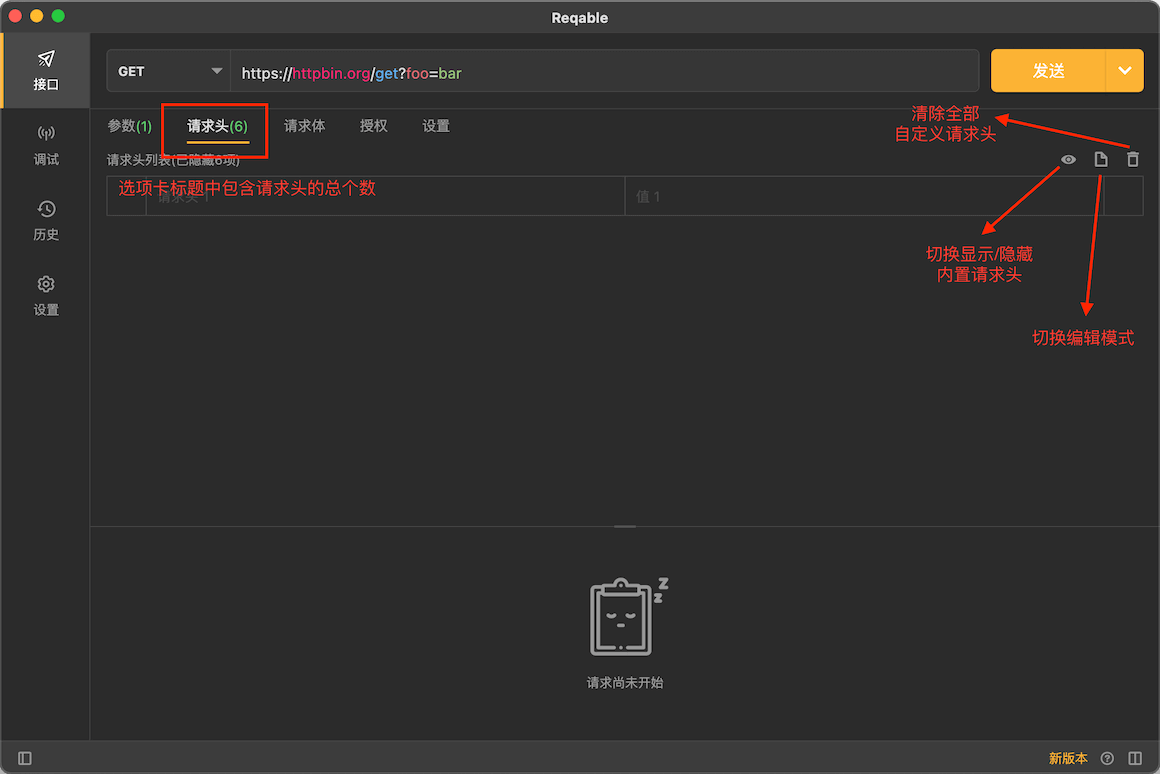 Reqable
接口
调试
历史
设置
GET
https://httpbin.org/get?foo=bar
发送
参数(1)
请求头(6)
请求体
授权
设置
清除全部
自定义请求头
请求头列表(已隐藏6项)
选项卡标题中包含请求头的总个数
请求头 1
值 1
切换显示/隐藏
内置请求头
切换编辑模式
z
z
请求尚未开始
新版本